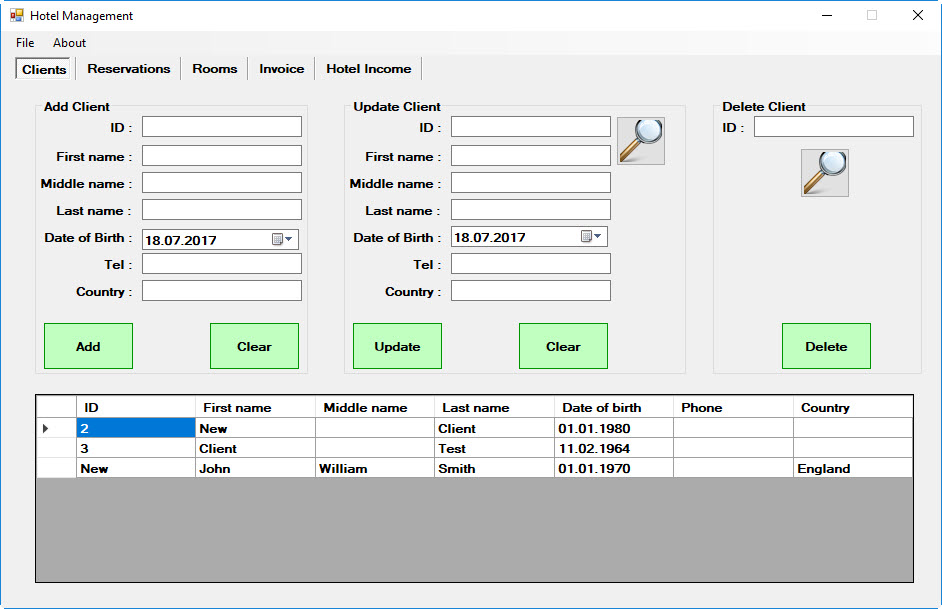 Hotel Management
File About
Clients Reservations Rooms Invoice Hotel Income
Add Client
ID :
First name :
Middle name :
Last name :
Date of Birth : 18.07.2017
Tel :
Country :
Add Clear
Update Client
ID :
First name :
Middle name :
Last name :
Date of Birth : 18.07.2017
Tel :
Country :
Update Clear
Delete Client
ID :
Delete
ID First name Middle name Last name Date of birth Phone Country
2 New Client 01.01.1980
3 Client Test 11.02.1964
New John William Smith 01.01.1970 England